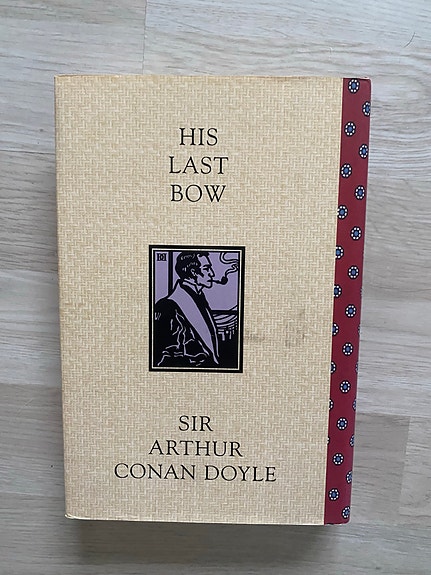 HIS
LAST
BOW
SIR
ARTHUR
CONAN DOYLE